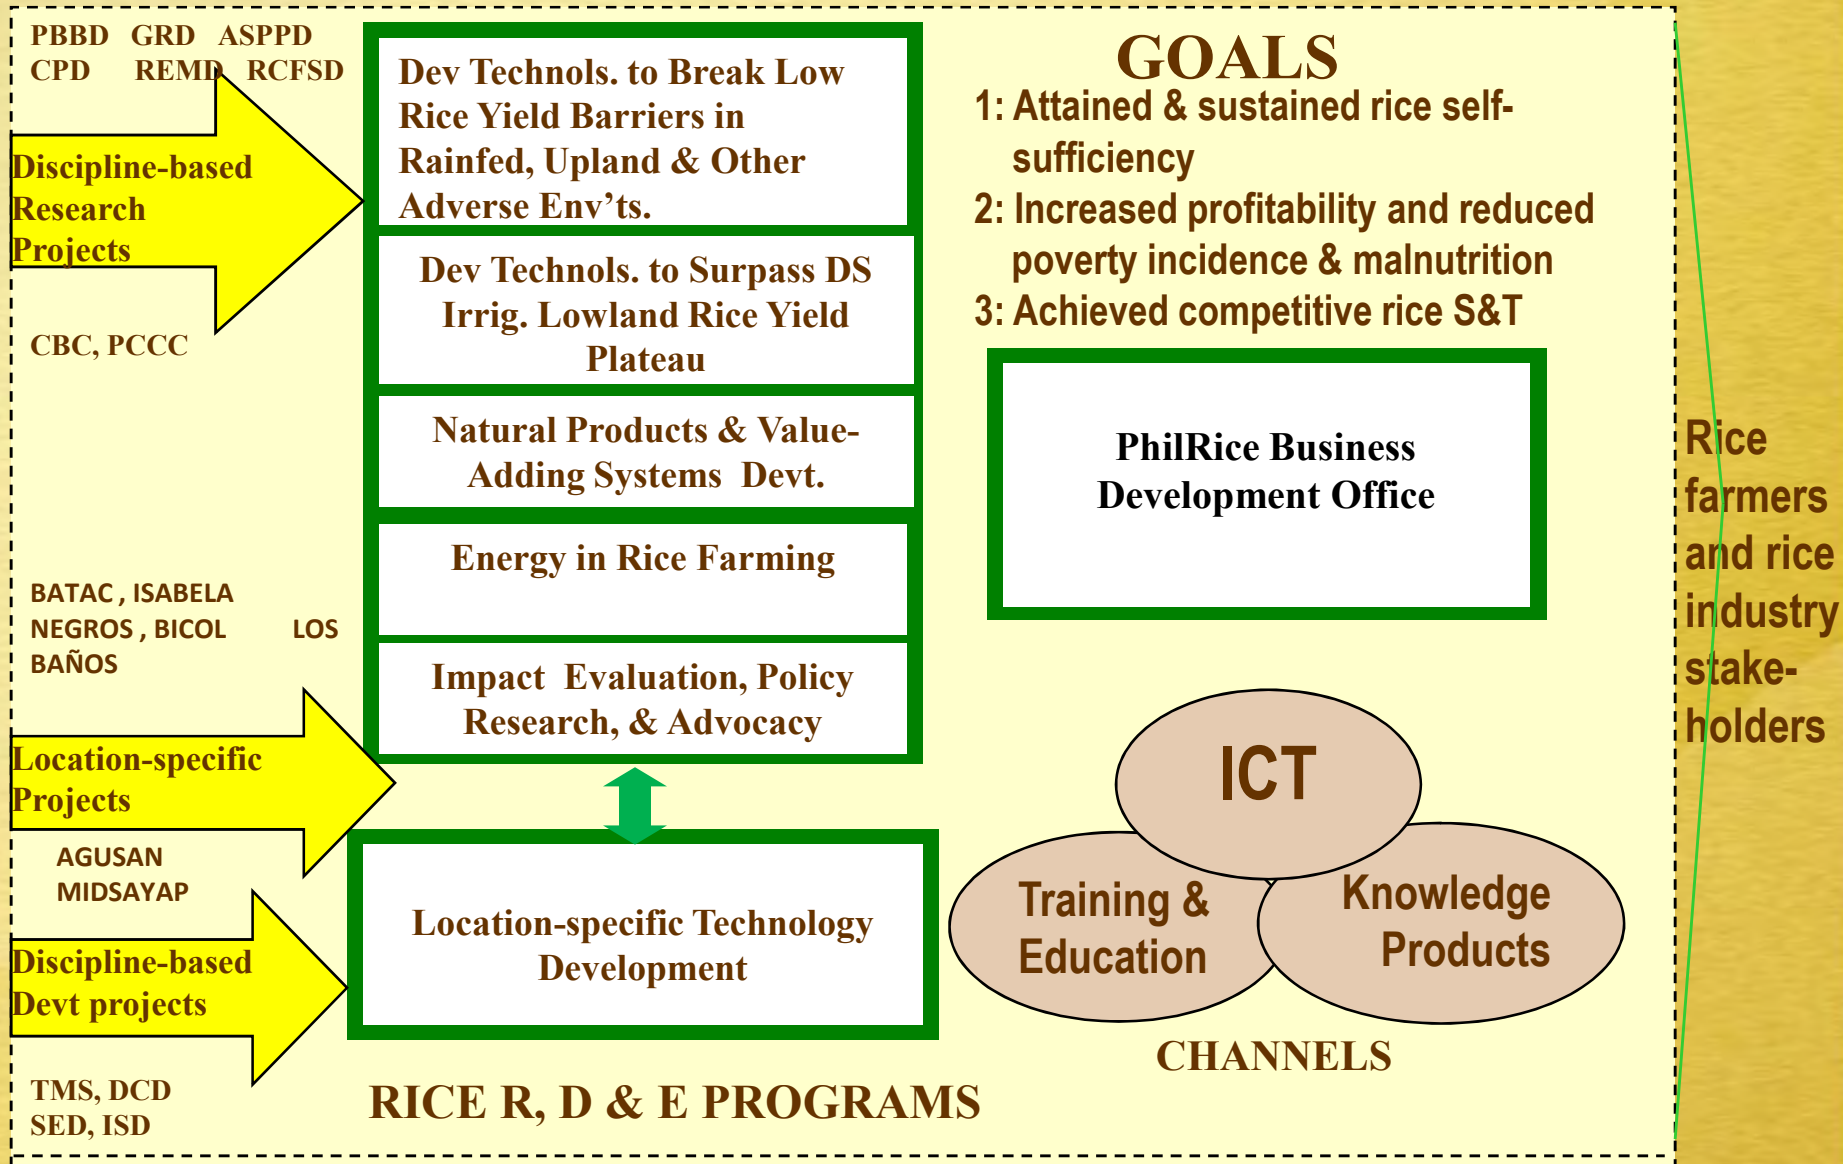 PBBD GRD ASPPD
CPD REMD RCFSD
Discipline-based
Research
Projects
CBC, PCCC
BATAC , ISABELA
NEGROS , BICOL LOS
BAÑOS
Location-specific
Projects
AGUSAN
MIDSAYAP
Discipline-based
Devt projects
TMS, DCD
SED, ISD
Dev Technols. to Break Low
Rice Yield Barriers in
Rainfed, Upland & Other
Adverse Env’ts.
Dev Technols. to Surpass DS
Irrig. Lowland Rice Yield
Plateau
Natural Products & Value-
Adding Systems Devt.
Energy in Rice Farming
Impact Evaluation, Policy
Research, & Advocacy
Location-specific Technology
Development
RICE R, D & E PROGRAMS
GOALS
1: Attained & sustained rice self-
sufficiency
2: Increased profitability and reduced
poverty incidence & malnutrition
3: Achieved competitive rice S&T
PhilRice Business
Development Office
ICT
Training &
Education
Knowledge
Products
CHANNELS
Rice
farmers
and rice
industry
stake-
holders